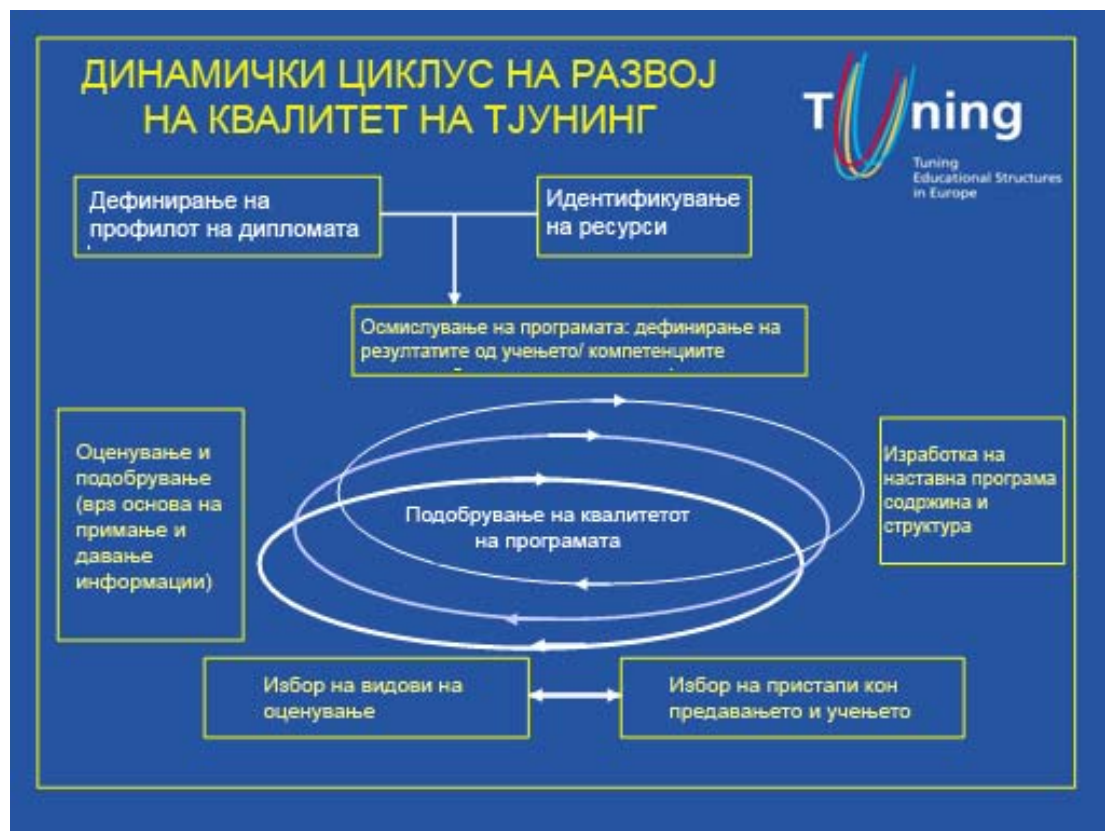 ДИНАМИЧКИ ЦИКЛУС НА РАЗВОЈ
НА КВАЛИТЕТ НА ТЈУНИНГ
Tuning
Tuning
Educational Structures
in Europe
Дефинирање на
профилот на дипломата
Идентификување
на ресурси
Осмислување на програмата: дефинирање на
резултатите од учењето/ компетенциите
Оценување и
подобрување
(врз основа на
примање и
давање
информации)
Подобрување на квалитетот
на програмата
Изработка на
наставна програма
содржина и
структура
Избор на видови на
оценување
Избор на пристапи кон
предавањето и учењето